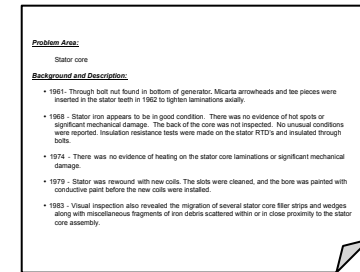 Problem Area:
Stator core
Background and Description:
• 1961- Through bolt nut found in bottom of generator. Micarta arrowheads and tee pieces were
inserted in the stator teeth in 1962 to tighten laminations axially.
• 1968 - Stator iron appears to be in good condition. There was no evidence of hot spots or
significant mechanical damage. The back of the core was not inspected. No unusual conditions
were reported. Insulation resistance tests were made on the stator RTD's and insulated through
bolts.
• 1974 - There was no evidence of heating on the stator core laminations or significant mechanical
damage.
• 1979 - Stator was rewound with new coils. The slots were cleaned, and the bore was painted with
conductive paint before the new coils were installed.
• 1983 - Visual inspection also revealed the migration of several stator core filler strips and wedges
along with miscellaneous fragments of iron debris scattered within or in close proximity to the stator
core assembly.